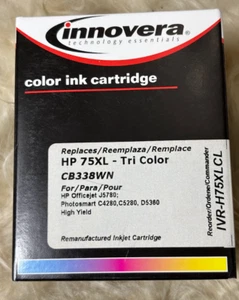 innovera
technology essentials
color ink cartridge
Replaces/Reemplaza/Remplace
HP 75XL - Tri Color
CB338WN
For/Para/Pour
HP Officejet J5780;
Photosmart C4280,C5280, D5360
High Yield
Remanufactured Inkjet Cartridge
Reorder/Ordene/Commander
IVR-H75XLCL